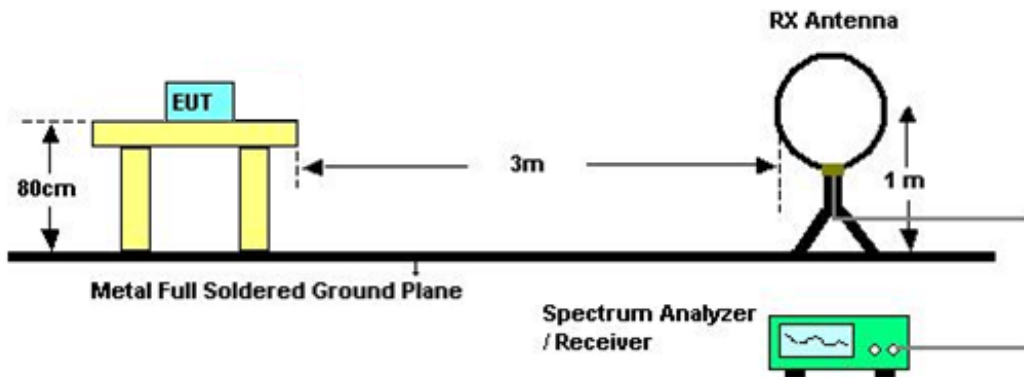 RX Antenna
EUT
3m
80cm
1 m
Metal Full Soldered Ground Plane
Spectrum Analyzer
/ Receiver